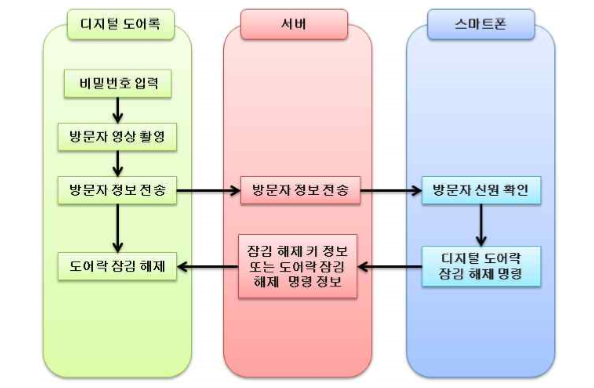 디지털 도어록
서버
스마트폰
비밀번호 입력
방문자 영상 촬영
방문자 정보 전송
방문자 정보 전송
방문자 신원 확인
도어락 잠김 해제
잠김 해제 키 정보
또는 도어락 잠김
해제 명령 정보
디지털 도어락
잠김 해제 명령